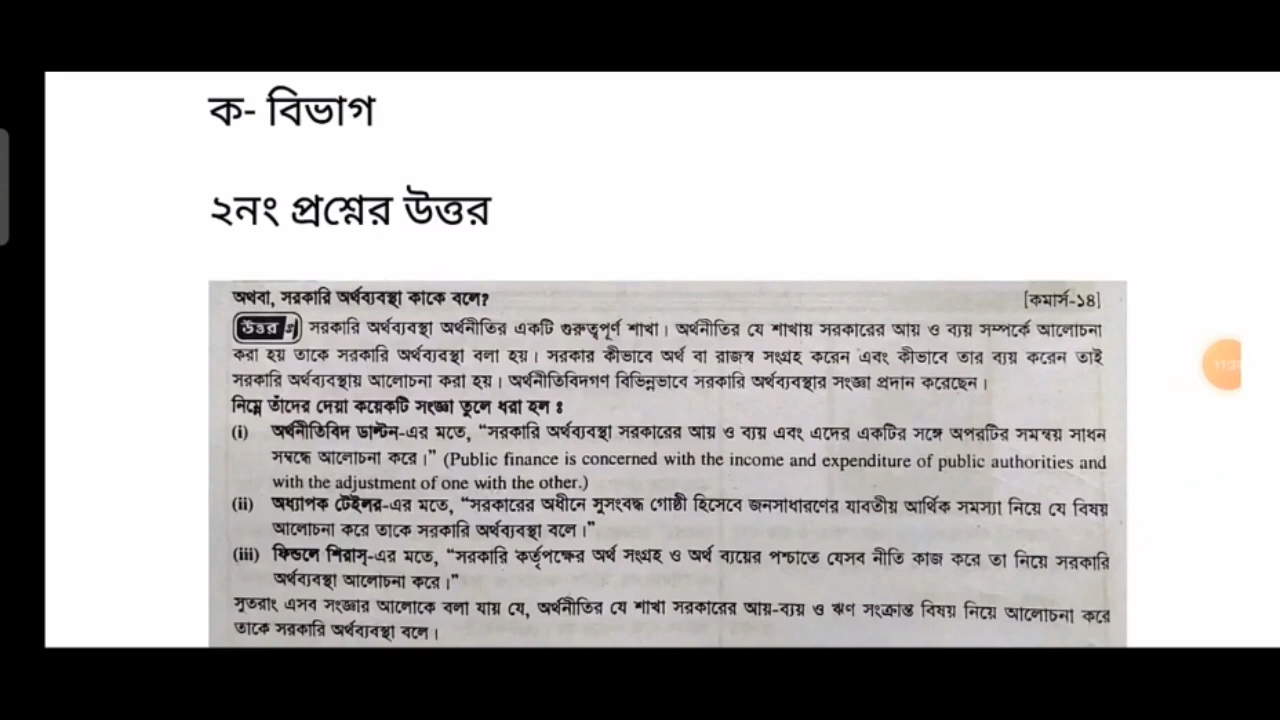 ক- বিভাগ
২নং প্রশ্নের উত্তর
অথবা, সরকারি অর্থব্যবস্থা কাকে বলে? [কমার্স-১৪]
উত্তর ঃ সরকারি অর্থব্যবস্থা অর্থনীতির একটি গুরুত্বপূর্ণ শাখা। অর্থনীতির যে শাখায় সরকারের আয় ও ব্যয় সম্পর্কে আলোচনা
করা হয় তাকে সরকারি অর্থব্যবস্থা বলা হয়। সরকার কীভাবে অর্থ বা রাজস্ব সংগ্রহ করেন এবং কীভাবে তার ব্যয় করেন তাই
সরকারি অর্থব্যবস্থায় আলোচনা করা হয়। অর্থনীতিবিদগণ বিভিন্নভাবে সরকারি অর্থব্যবস্থার সংজ্ঞা প্রদান করেছেন।
নিম্নে তাঁদের দেয়া কয়েকটি সংজ্ঞা তুলে ধরা হল ঃ
(i) অর্থনীতিবিদ ডাল্টন-এর মতে, “সরকারি অর্থব্যবস্থা সরকারের আয় ও ব্যয় এবং এদের একটির সঙ্গে অপরটির সমন্বয় সাধন
সম্বন্ধে আলোচনা করে।” (Public finance is concerned with the income and expenditure of public authorities and
with the adjustment of one with the other.)
(ii) অধ্যাপক টেইলর-এর মতে, “সরকারের অধীনে সুসংবদ্ধ গোষ্ঠী হিসেবে জনসাধারণের যাবতীয় আর্থিক সমস্যা নিয়ে যে বিষয়
আলোচনা করে তাকে সরকারি অর্থব্যবস্থা বলে।”
(iii) ফিন্ডলে শিরাস্-এর মতে, “সরকারি কর্তৃপক্ষের অর্থ সংগ্রহ ও অর্থ ব্যয়ের পশ্চাতে যেসব নীতি কাজ করে তা নিয়ে সরকারি
অর্থব্যবস্থা আলোচনা করে।”
সুতরাং এসব সংজ্ঞার আলোকে বলা যায় যে, অর্থনীতির যে শাখা সরকারের আয়-ব্যয় ও ঋণ সংক্রান্ত বিষয় নিয়ে আলোচনা করে
তাকে সরকারি অর্থব্যবস্থা বলে।